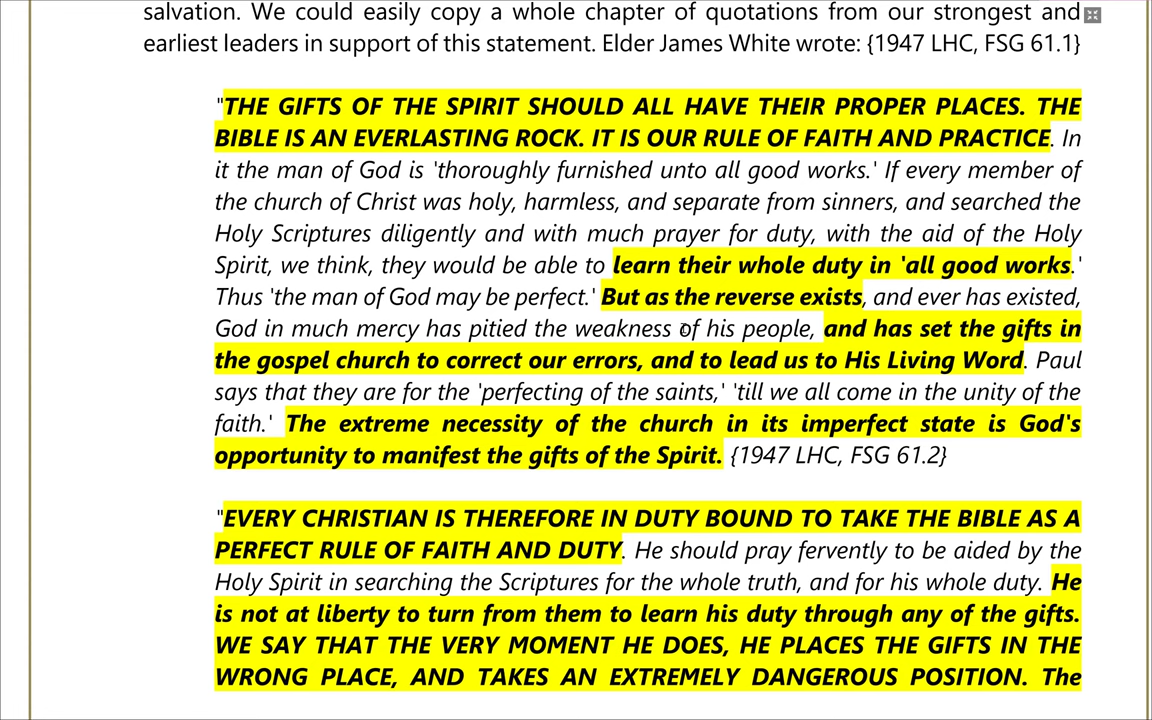 salvation. We could easily copy a whole chapter of quotations from our strongest and
earliest leaders in support of this statement. Elder James White wrote: {1947 LHC, FSG 61.1}
"THE GIFTS OF THE SPIRIT SHOULD ALL HAVE THEIR PROPER PLACES. THE
BIBLE IS AN EVERLASTING ROCK. IT IS OUR RULE OF FAITH AND PRACTICE. In
it the man of God is 'thoroughly furnished unto all good works.' If every member of
the church of Christ was holy, harmless, and separate from sinners, and searched the
Holy Scriptures diligently and with much prayer for duty, with the aid of the Holy
Spirit, we think, they would be able to learn their whole duty in 'all good works.'
Thus 'the man of God may be perfect.' But as the reverse exists, and ever has existed,
God in much mercy has pitied the weakness of his people, and has set the gifts in
the gospel church to correct our errors, and to lead us to His Living Word. Paul
says that they are for the 'perfecting of the saints,' 'till we all come in the unity of the
faith.' The extreme necessity of the church in its imperfect state is God's
opportunity to manifest the gifts of the Spirit. {1947 LHC, FSG 61.2}
"EVERY CHRISTIAN IS THEREFORE IN DUTY BOUND TO TAKE THE BIBLE AS A
PERFECT RULE OF FAITH AND DUTY. He should pray fervently to be aided by the
Holy Spirit in searching the Scriptures for the whole truth, and for his whole duty. He
is not at liberty to turn from them to learn his duty through any of the gifts.
WE SAY THAT THE VERY MOMENT HE DOES, HE PLACES THE GIFTS IN THE
WRONG PLACE, AND TAKES AN EXTREMELY DANGEROUS POSITION. The